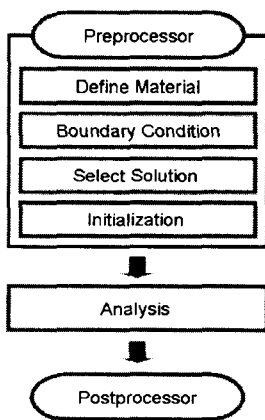 Preprocessor
Define Material
Boundary Condition
Select Solution
Initialization
Analysis
Postprocessor